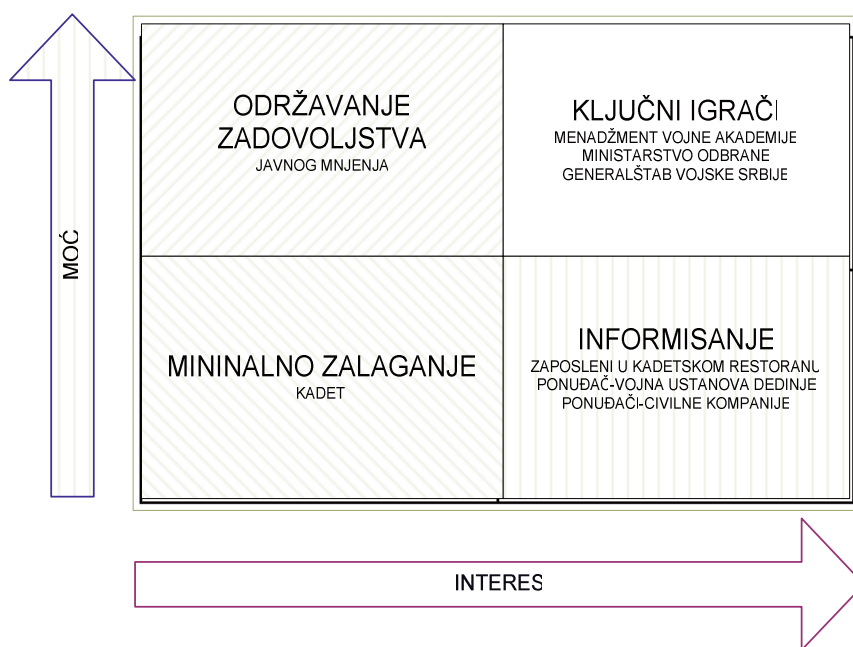 ODRŽAVANJE
ZADOVOLJSTVA
JAVNOG MNJENJA
KLJUČNI IGRAČI
MENADŽMENT VOJNE AKADEMIJE
MINISTARSTVO ODBRANE
GENERALŠTAB VOJSKE SRBIJE
MOĆ
MININALNO ZALAGANJE
KADET
INFORMISANJE
ZAPOSLENI U KADETSKOM RESTORANU
PONUĐAČ-VOJNA USTANOVA DEDINJE
PONUĐAČI-CIVILNE KOMPANIJE
INTERES